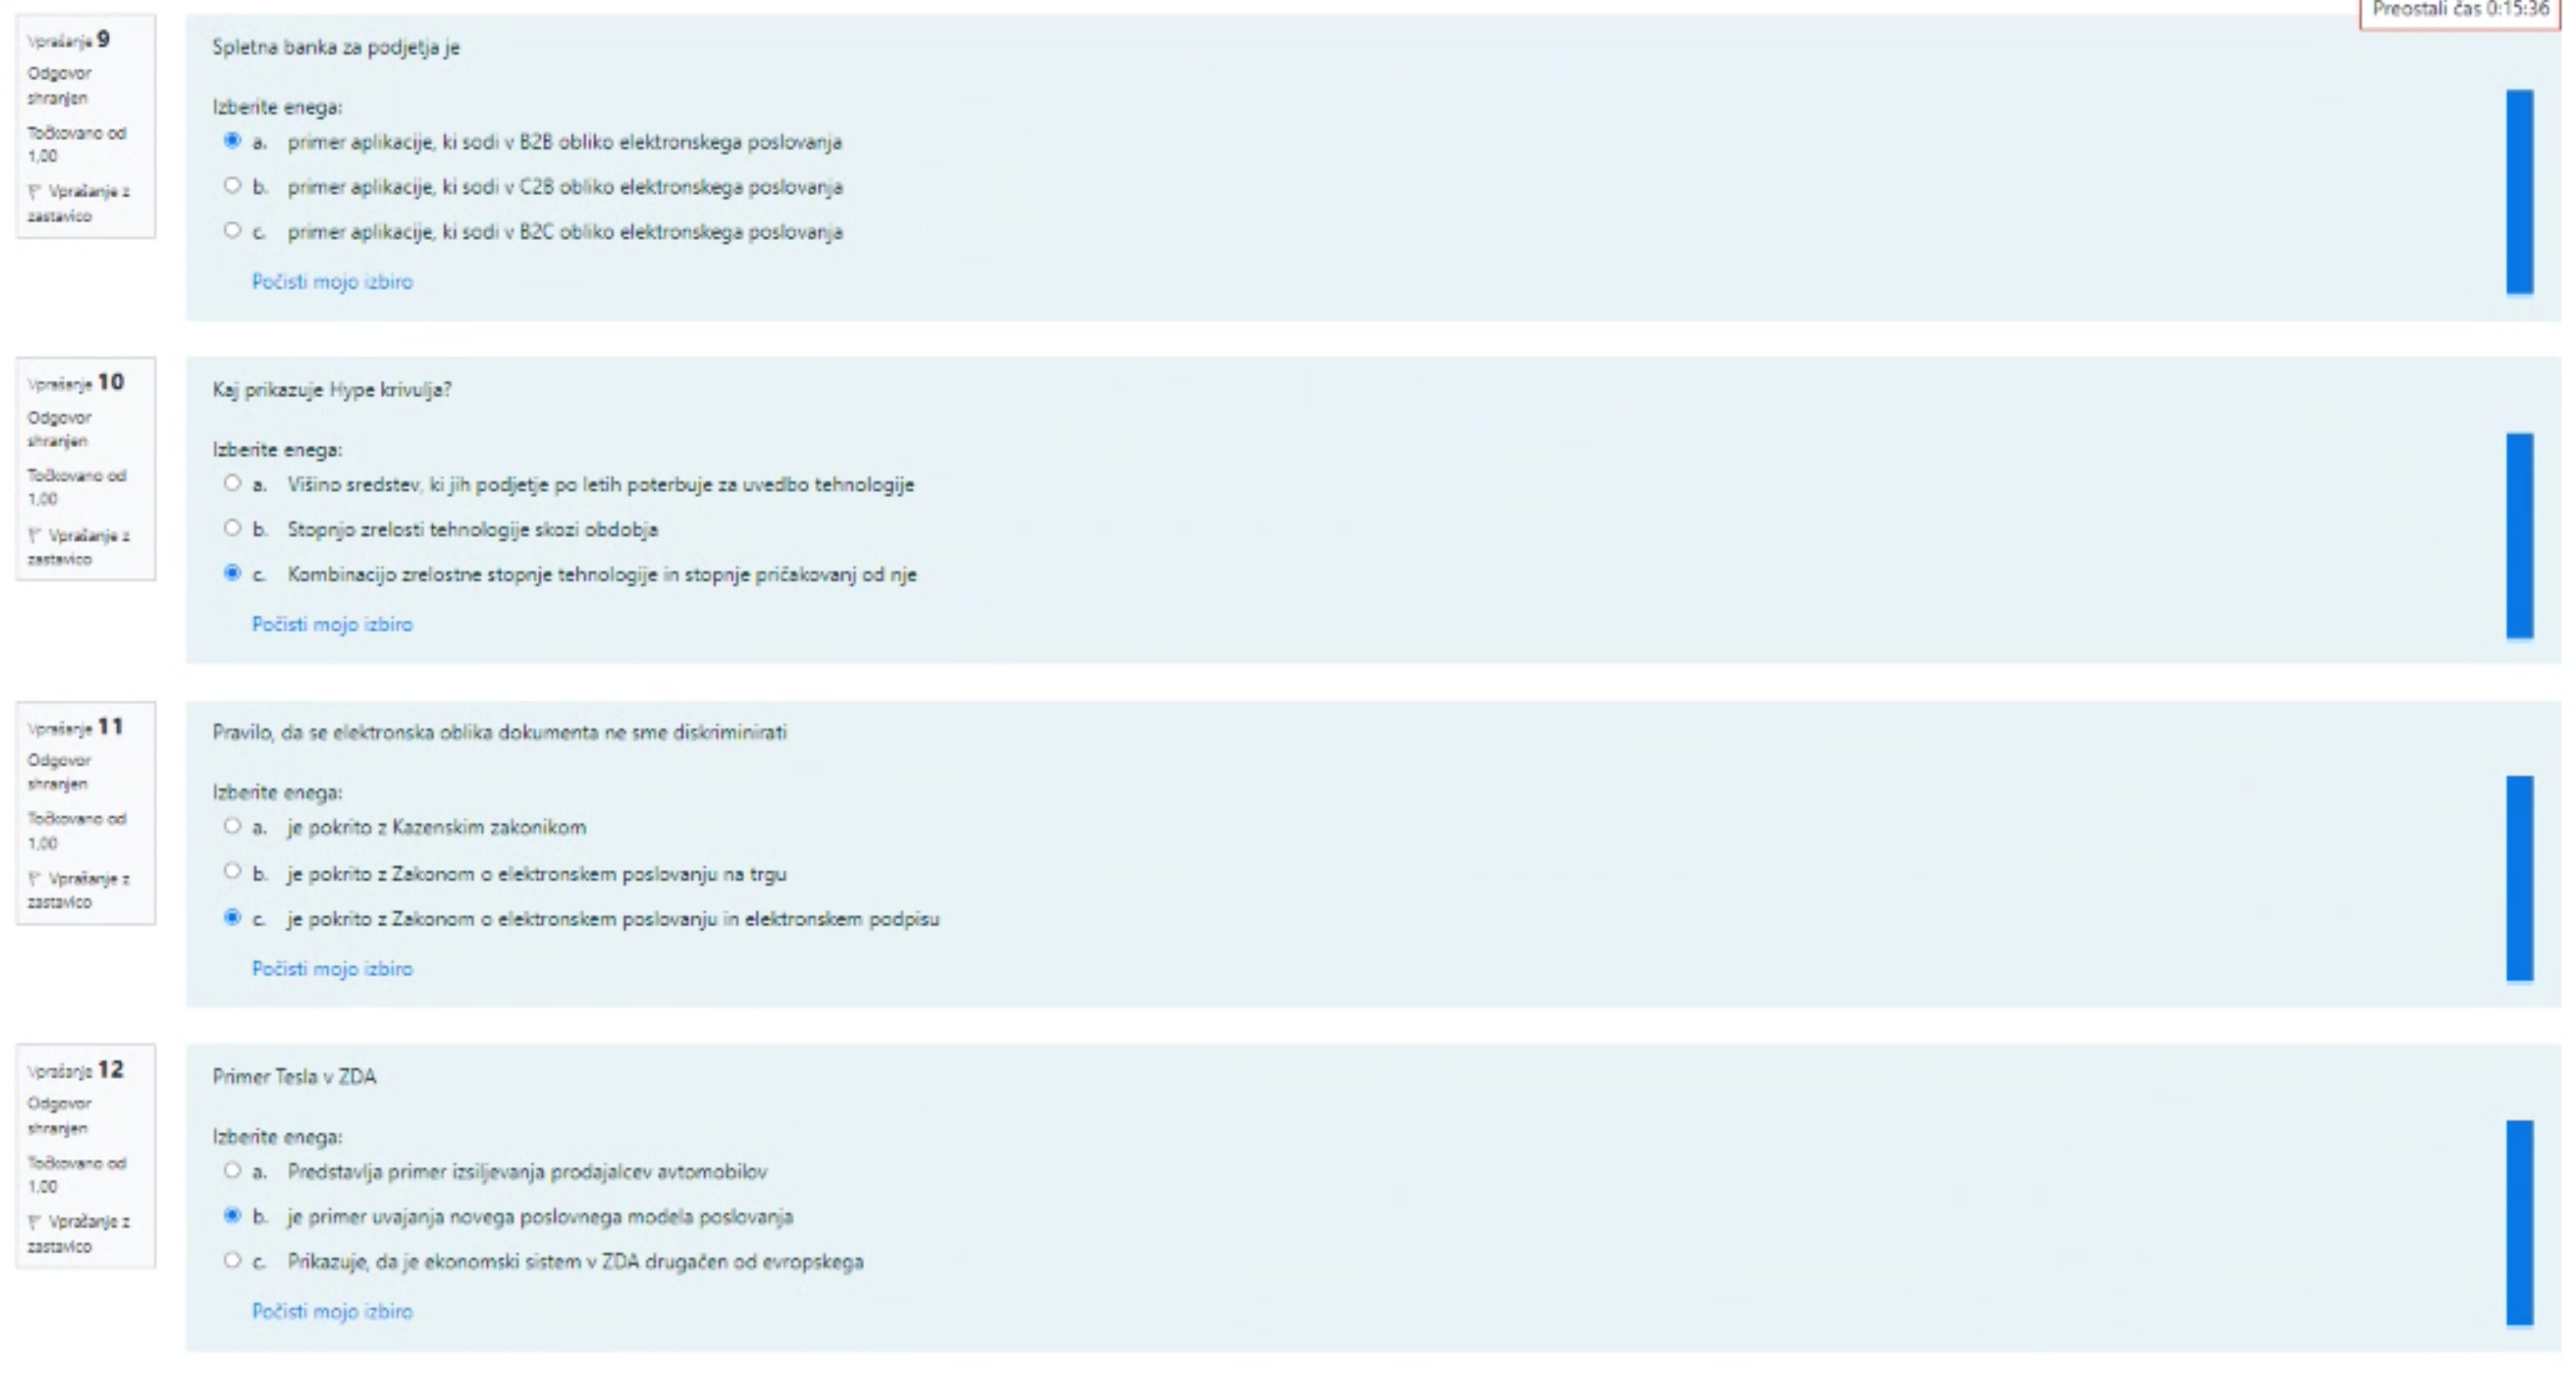 Preostali čas 0:15:36
Vprašanje 9
Odgovor
shranjen
Točkovano od
1,00
Vprašanje z
zastavico
Spletna banka za podjetja je
Izberite enega:
a. primer aplikacije, ki sodi v B2B obliko elektronskega poslovanja
b. primer aplikacije, ki sodi v C2B obliko elektronskega poslovanja
c. primer aplikacije, ki sodi v B2C obliko elektronskega poslovanja
Počisti mojo izbiro
Vprašanje 10
Odgovor
shranjen
Točkovano od
1,00
Vprašanje z
zastavico
Kaj prikazuje Hype krivulja?
Izberite enega:
a. Višino sredstev, ki jih podjetje po letih poterbuje za uvedbo tehnologije
b. Stopnjo zrelosti tehnologije skozi obdobja
c. Kombinacijo zrelostne stopnje tehnologije in stopnje pričakovanj od nje
Počisti mojo izbiro
Vprašanje 11
Odgovor
shranjen
Točkovano od
1,00
Vprašanje z
zastavico
Pravilo, da se elektronska oblika dokumenta ne sme diskriminirati
Izberite enega:
a. je pokrito z Kazenskim zakonikom
b. je pokrito z Zakonom o elektronskem poslovanju na trgu
c. je pokrito z Zakonom o elektronskem poslovanju in elektronskem podpisu
Počisti mojo izbiro
Vprašanje 12
Odgovor
shranjen
Točkovano od
1,00
Vprašanje z
zastavico
Primer Tesla v ZDA
Izberite enega:
a. Predstavlja primer izsiljevanja prodajalcev avtomobilov
b. je primer uvajanja novega poslovnega modela poslovanja
c. Prikazuje, da je ekonomski sistem v ZDA drugačen od evropskega
Počisti mojo izbiro